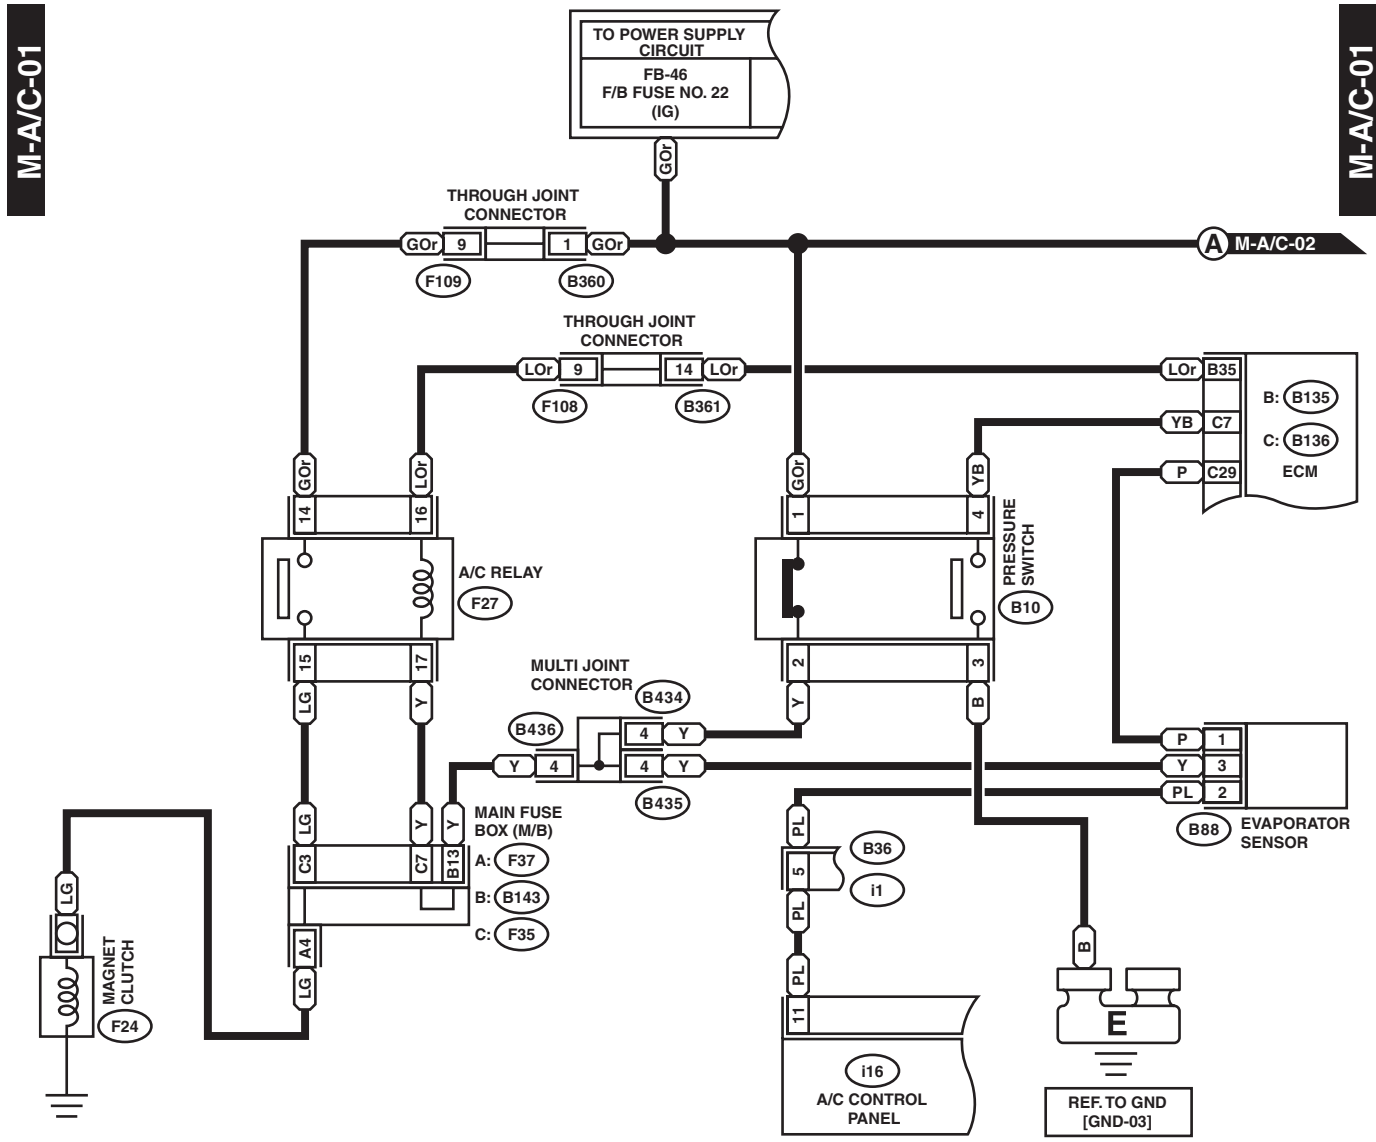 M-A/C-01
M-A/C-01
TO POWER SUPPLY
CIRCUIT
FB-46
F/B FUSE NO. 22
(IG)
GOr
THROUGH JOINT
CONNECTOR
GOr 9 1 GOr
F109 B360
A M-A/C-02
THROUGH JOINT
CONNECTOR
LOr 9 14 LOr
F108 B361
LOr B35
YB C7
P C29
B: B135
C: B136
ECM
GOr LOr GOr YB
14 16 1 4
A/C RELAY
F27
PRESSURE
SWITCH
B10
15 17 2 3
LG Y Y B
MULTI JOINT
CONNECTOR
B434
B436
4 Y
Y 4 4 Y
B435
P 1
Y 3
PL 2
B88
EVAPORATOR
SENSOR
LG Y Y
C3 C7 B13
MAIN FUSE
BOX (M/B)
A: F37
B: B143
C: F35
A4
LG
LG
MAGNET
CLUTCH
F24
PL
5
B36
i1
PL
PL
11
i16
A/C CONTROL
PANEL
B
E
REF. TO GND
[GND-03]